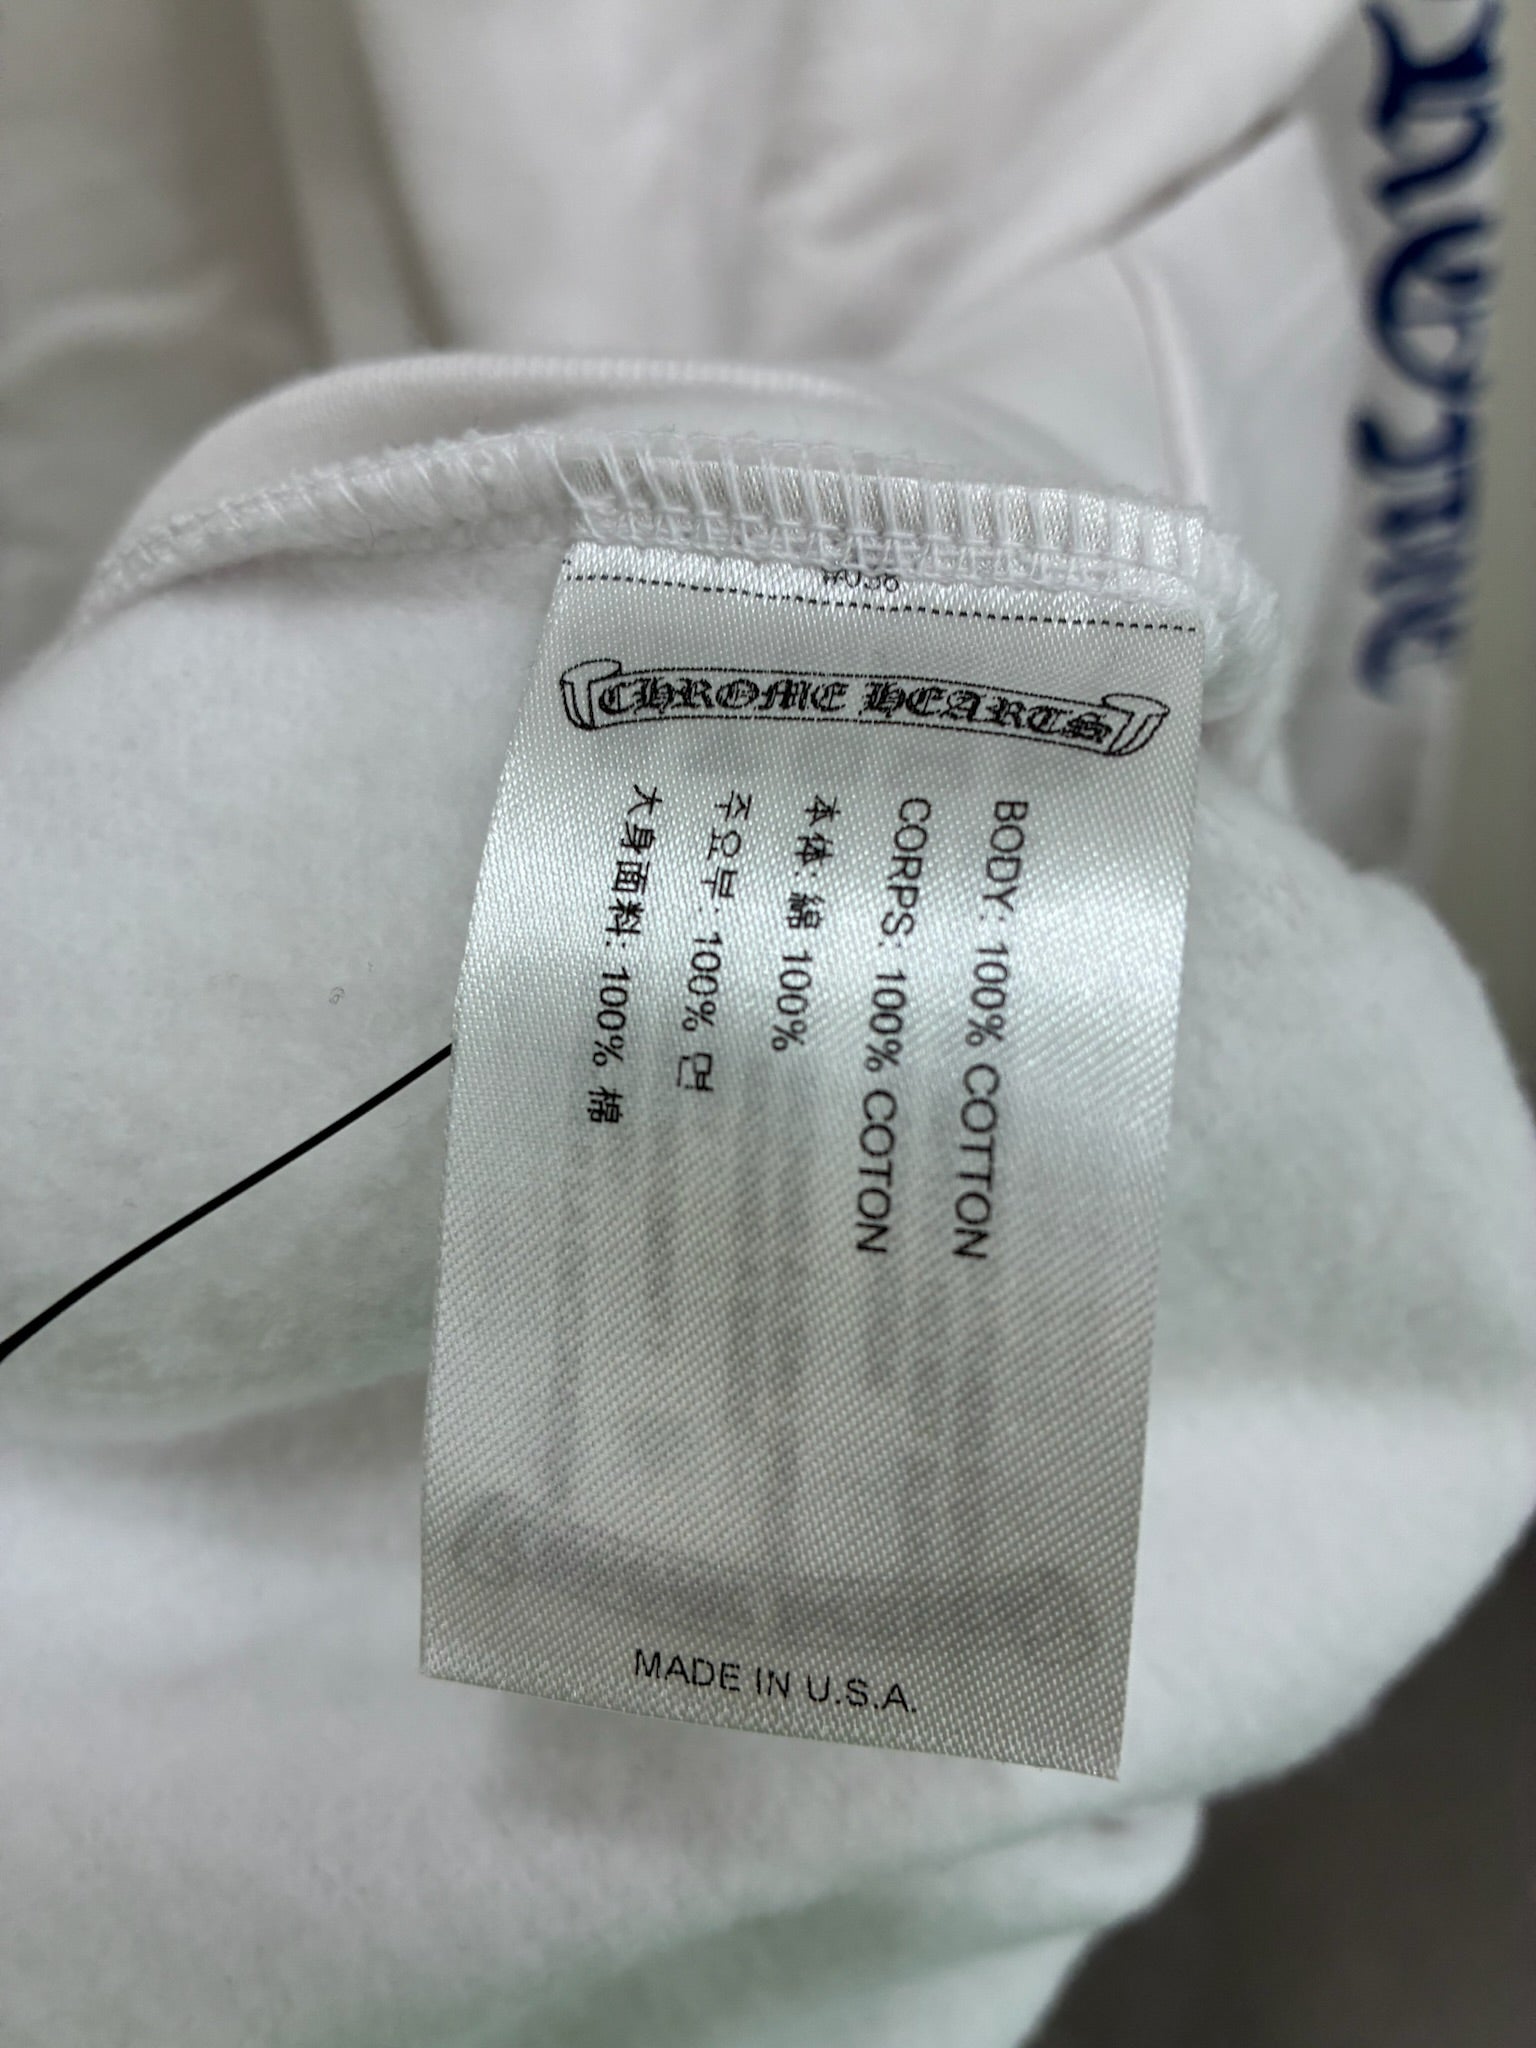 CHROME HEARTS
BODY: 100% COTTON
CORPS: 100% COTON
本体: 綿 100%
주요부: 100% 면
大身面料: 100% 棉
MADE IN U.S.A.